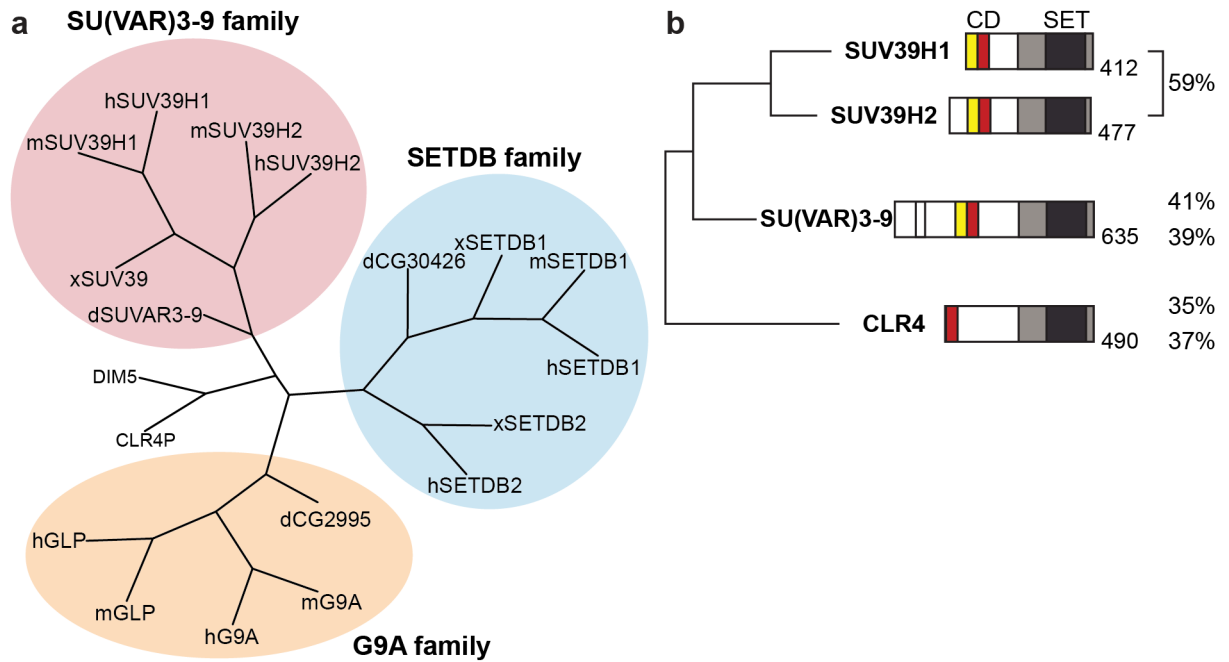 a
SU(VAR)3-9 family
hSUV39H1
mSUV39H1
mSUV39H2
hSUV39H2
xSUV39
dSUVAR3-9
SETDB family
xSETDB1
dCG30426
mSETDB1
hSETDB1
xSETDB2
hSETDB2
DIM5
CLR4P
dCG2995
hGLP
mGLP
mG9A
hG9A
G9A family
b
CD SET
SUV39H1
412
59%
SUV39H2
477
SU(VAR)3-9
635
41%
39%
CLR4
490
35%
37%